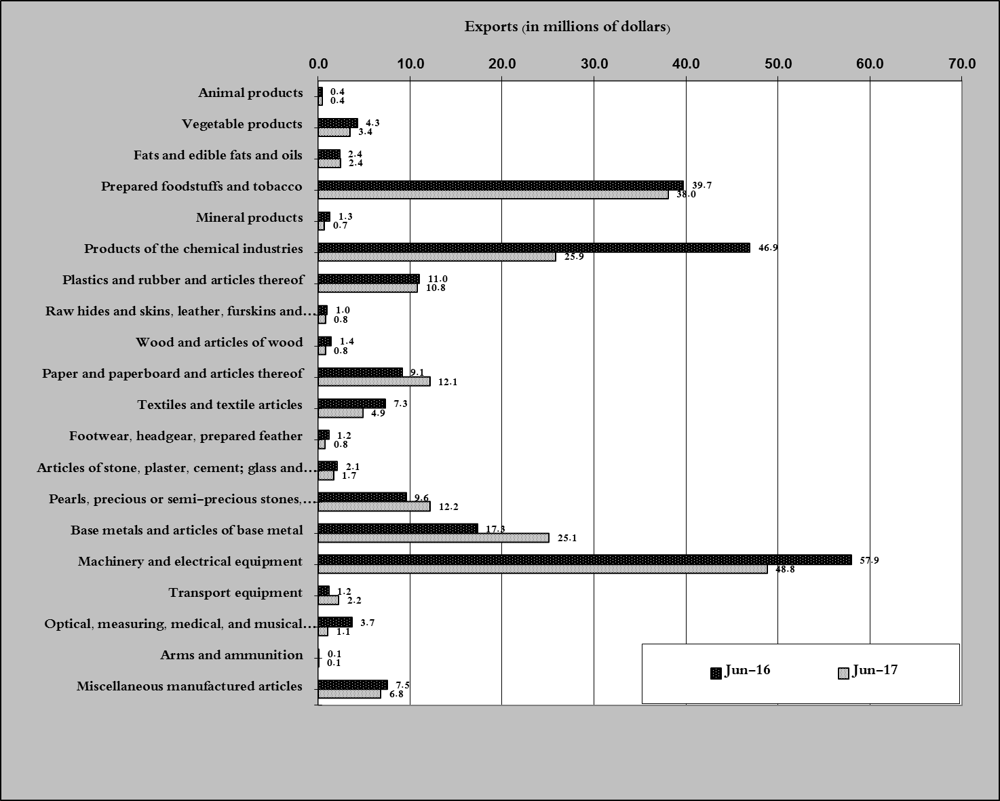 Exports (in millions of dollars)
0.0 10.0 20.0 30.0 40.0 50.0 60.0 70.0
Animal products 0.4
0.4
Vegetable products 4.3
3.4
Fats and edible fats and oils 2.4
2.4
Prepared foodstuffs and tobacco 39.7
38.0
Mineral products 1.3
0.7
Products of the chemical industries 46.9
25.9
Plastics and rubber and articles thereof 11.0
10.8
Raw hides and skins, leather, furskins and… 1.0
0.8
Wood and articles of wood 1.4
0.8
Paper and paperboard and articles thereof 9.1
12.1
Textiles and textile articles 7.3
4.9
Footwear, headgear, prepared feather 1.2
0.8
Articles of stone, plaster, cement; glass and… 2.1
1.7
Pearls, precious or semi-precious stones,… 9.6
12.2
Base metals and articles of base metal 17.3
25.1
Machinery and electrical equipment 57.9
48.8
Transport equipment 1.2
2.2
Optical, measuring, medical, and musical… 3.7
1.1
Arms and ammunition 0.1
0.1
Miscellaneous manufactured articles 7.5
6.8
Jun-16 Jun-17